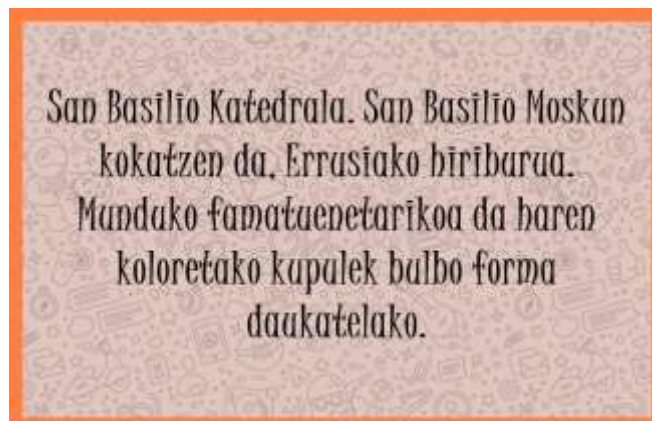 San Basilio Katedrala. San Basilio Moskun
kokatzen da, Errusiako hiriburua.
Munduko famatuenetarikoa da haren
koloretako kupulek bulbo forma
daukatelako.